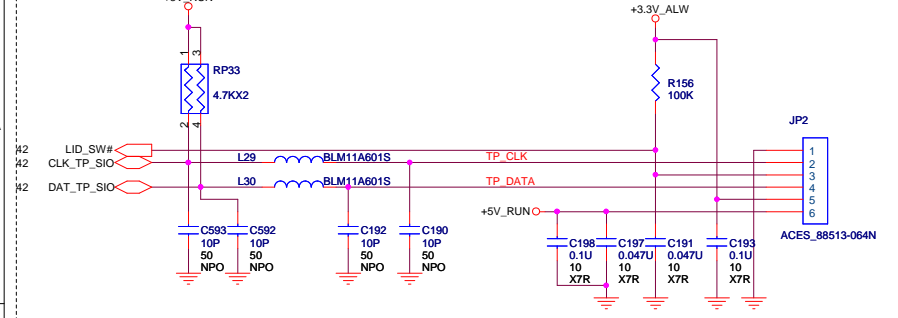 +3.3V_ALW
1 3
RP33
4.7KX2
2 4
R156
100K
JP2
42 LID_SW#
42 CLK_TP_SIO
42 DAT_TP_SIO
L29 BLM11A601S TP_CLK
L30 BLM11A601S TP_DATA
1
2
3
4
5
6
+5V_RUN
ACES_88513-064N
C593
10P
50
NPO
C592
10P
50
NPO
C192
10P
50
NPO
C190
10P
50
NPO
C198
0.1U
10
X7R
C197
0.047U
10
X7R
C191
0.047U
10
X7R
C193
0.1U
10
X7R